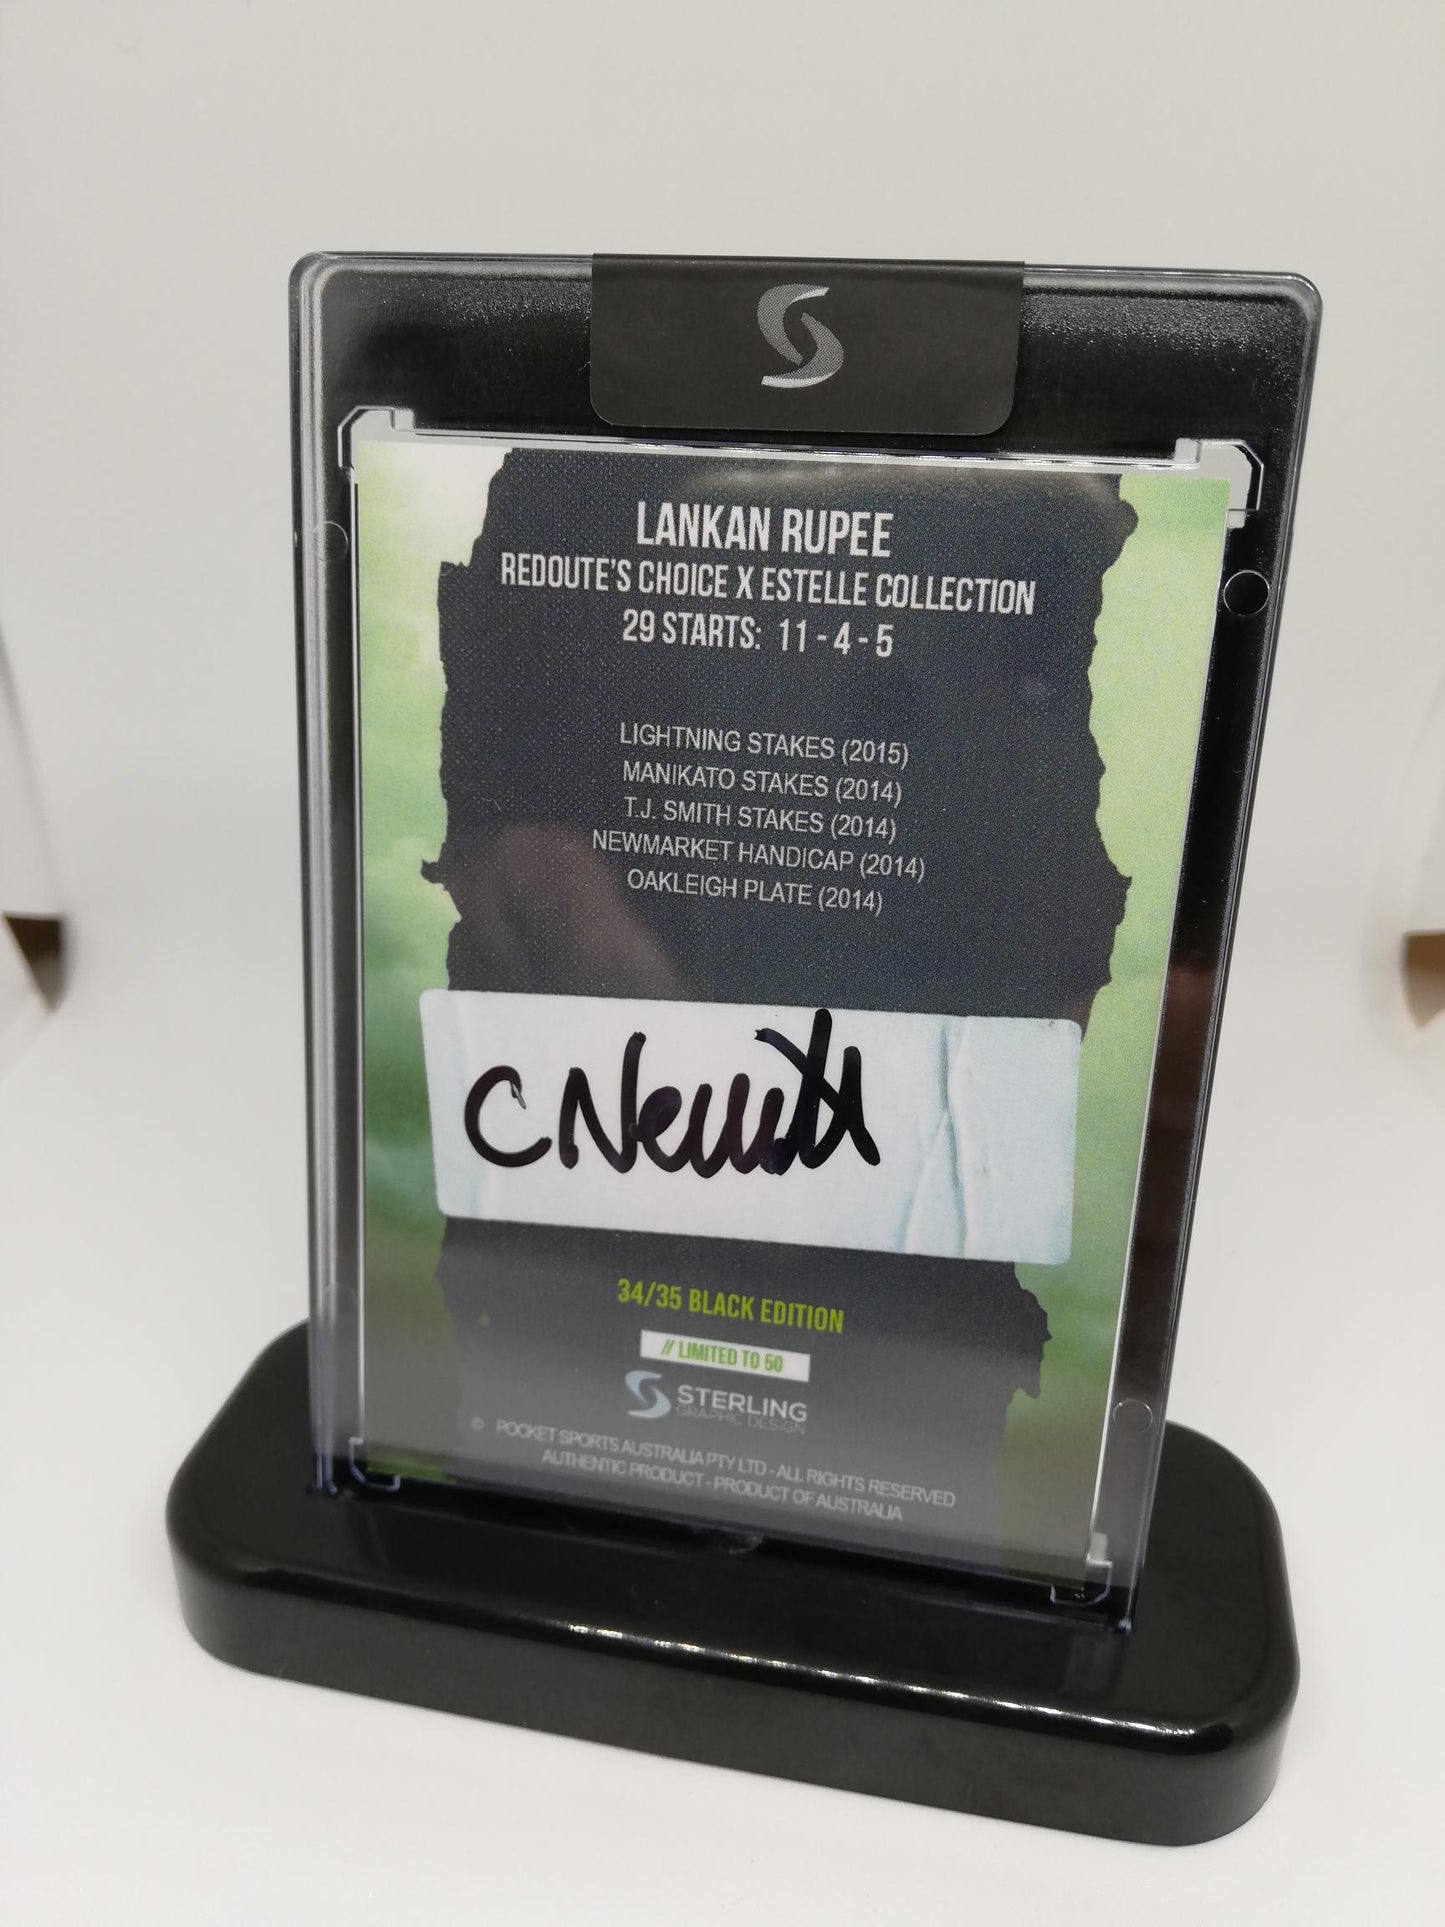 LANKAN RUPEE
REDOUTE'S CHOICE X ESTELLE COLLECTION
29 STARTS: 11 - 4 - 5
LIGHTNING STAKES (2015)
MANIKATO STAKES (2014)
T.J. SMITH STAKES (2014)
NEWMARKET HANDICAP (2014)
OAKLEIGH PLATE (2014)
C Newitt
34/35 BLACK EDITION
// LIMITED TO 50
STERLING
GRAPHIC DESIGN
© POCKET SPORTS AUSTRALIA PTY LTD - ALL RIGHTS RESERVED
AUTHENTIC PRODUCT - PRODUCT OF AUSTRALIA